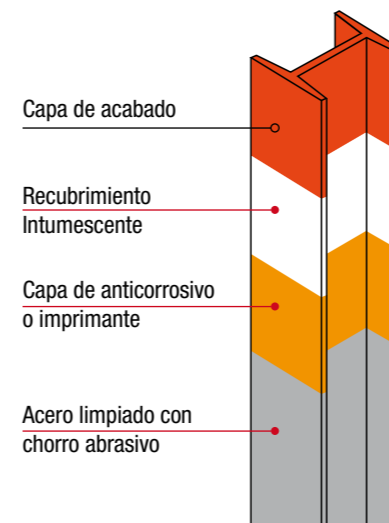 Capa de acabado
Recubrimiento
Intumescente
Capa de anticorrosivo
o imprimante
Acero limpiado con
chorro abrasivo